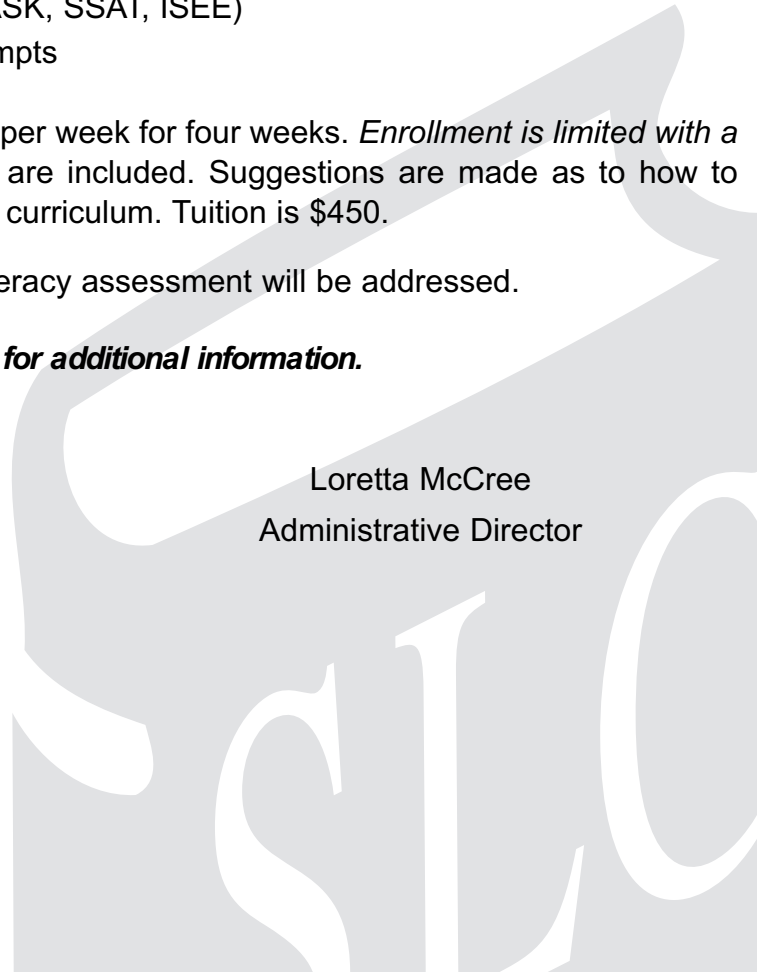 ASK, SSAT, ISEE)
mpts
per week for four weeks. Enrollment is limited with a
are included. Suggestions are made as to how to
curriculum. Tuition is $450.
eracy assessment will be addressed.
for additional information.
Loretta McCree
Administrative Director
SLC